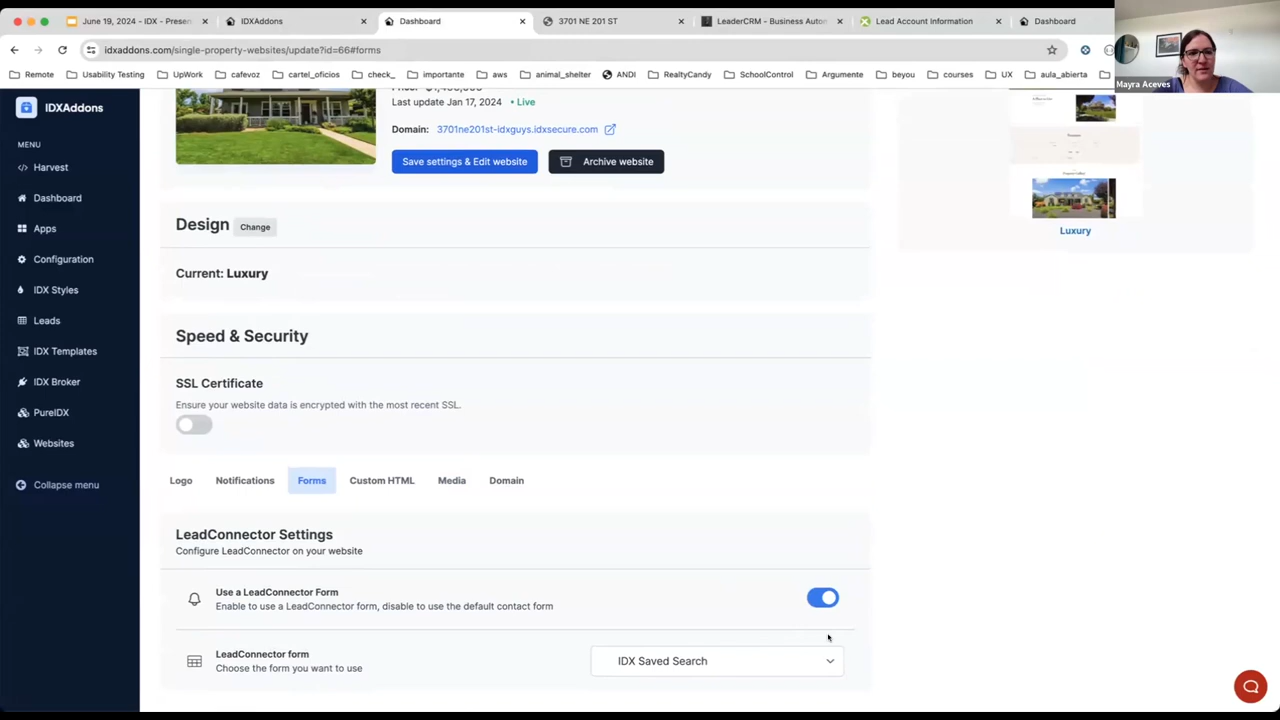 June 19, 2024 - IDX - Presen
IDXAddons
Dashboard
3701 NE 201 ST
LeaderCRM - Business Auton
Lead Account Information
Dashboard
idxaddons.com/single-property-websites/update?id=66#forms
Remote
Usability Testing
UpWork
cafevoz
cartel_oficios
check_
importante
aws
animal_shelter
ANDI
RealtyCandy
SchoolControl
Argumente
beyou
courses
UX
aula_abierta
Mayra Aceves
IDXAddons
MENU
Harvest
Dashboard
Apps
Configuration
IDX Styles
Leads
IDX Templates
IDX Broker
PureIDX
Websites
Collapse menu
Last update Jan 17, 2024 • Live
Domain: 3701ne201st-idxguys.idxsecure.com
Save settings & Edit website
Archive website
Luxury
Design Change
Current: Luxury
Speed & Security
SSL Certificate
Ensure your website data is encrypted with the most recent SSL.
Logo
Notifications
Forms
Custom HTML
Media
Domain
LeadConnector Settings
Configure LeadConnector on your website
Use a LeadConnector Form
Enable to use a LeadConnector form, disable to use the default contact form
LeadConnector form
Choose the form you want to use
IDX Saved Search